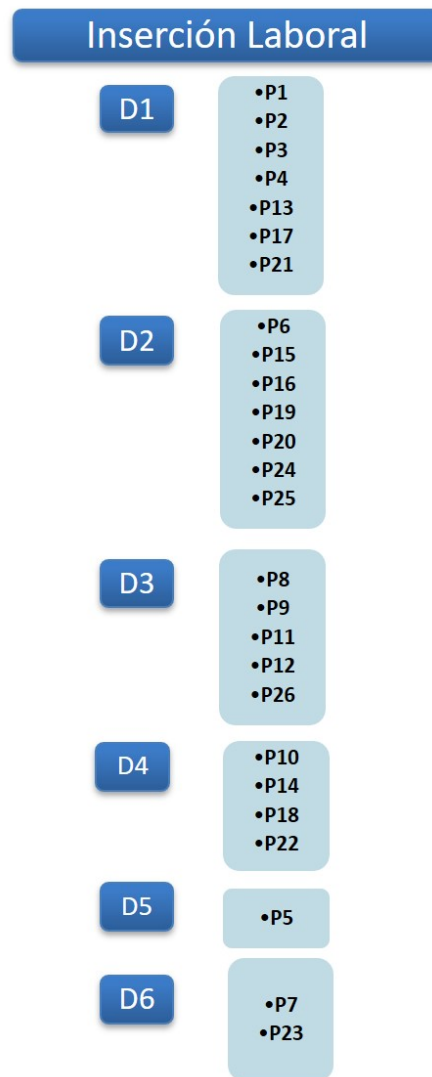 Inserción Laboral
D1
•P1
•P2
•P3
•P4
•P13
•P17
•P21
D2
•P6
•P15
•P16
•P19
•P20
•P24
•P25
D3
•P8
•P9
•P11
•P12
•P26
D4
•P10
•P14
•P18
•P22
D5
•P5
D6
•P7
•P23